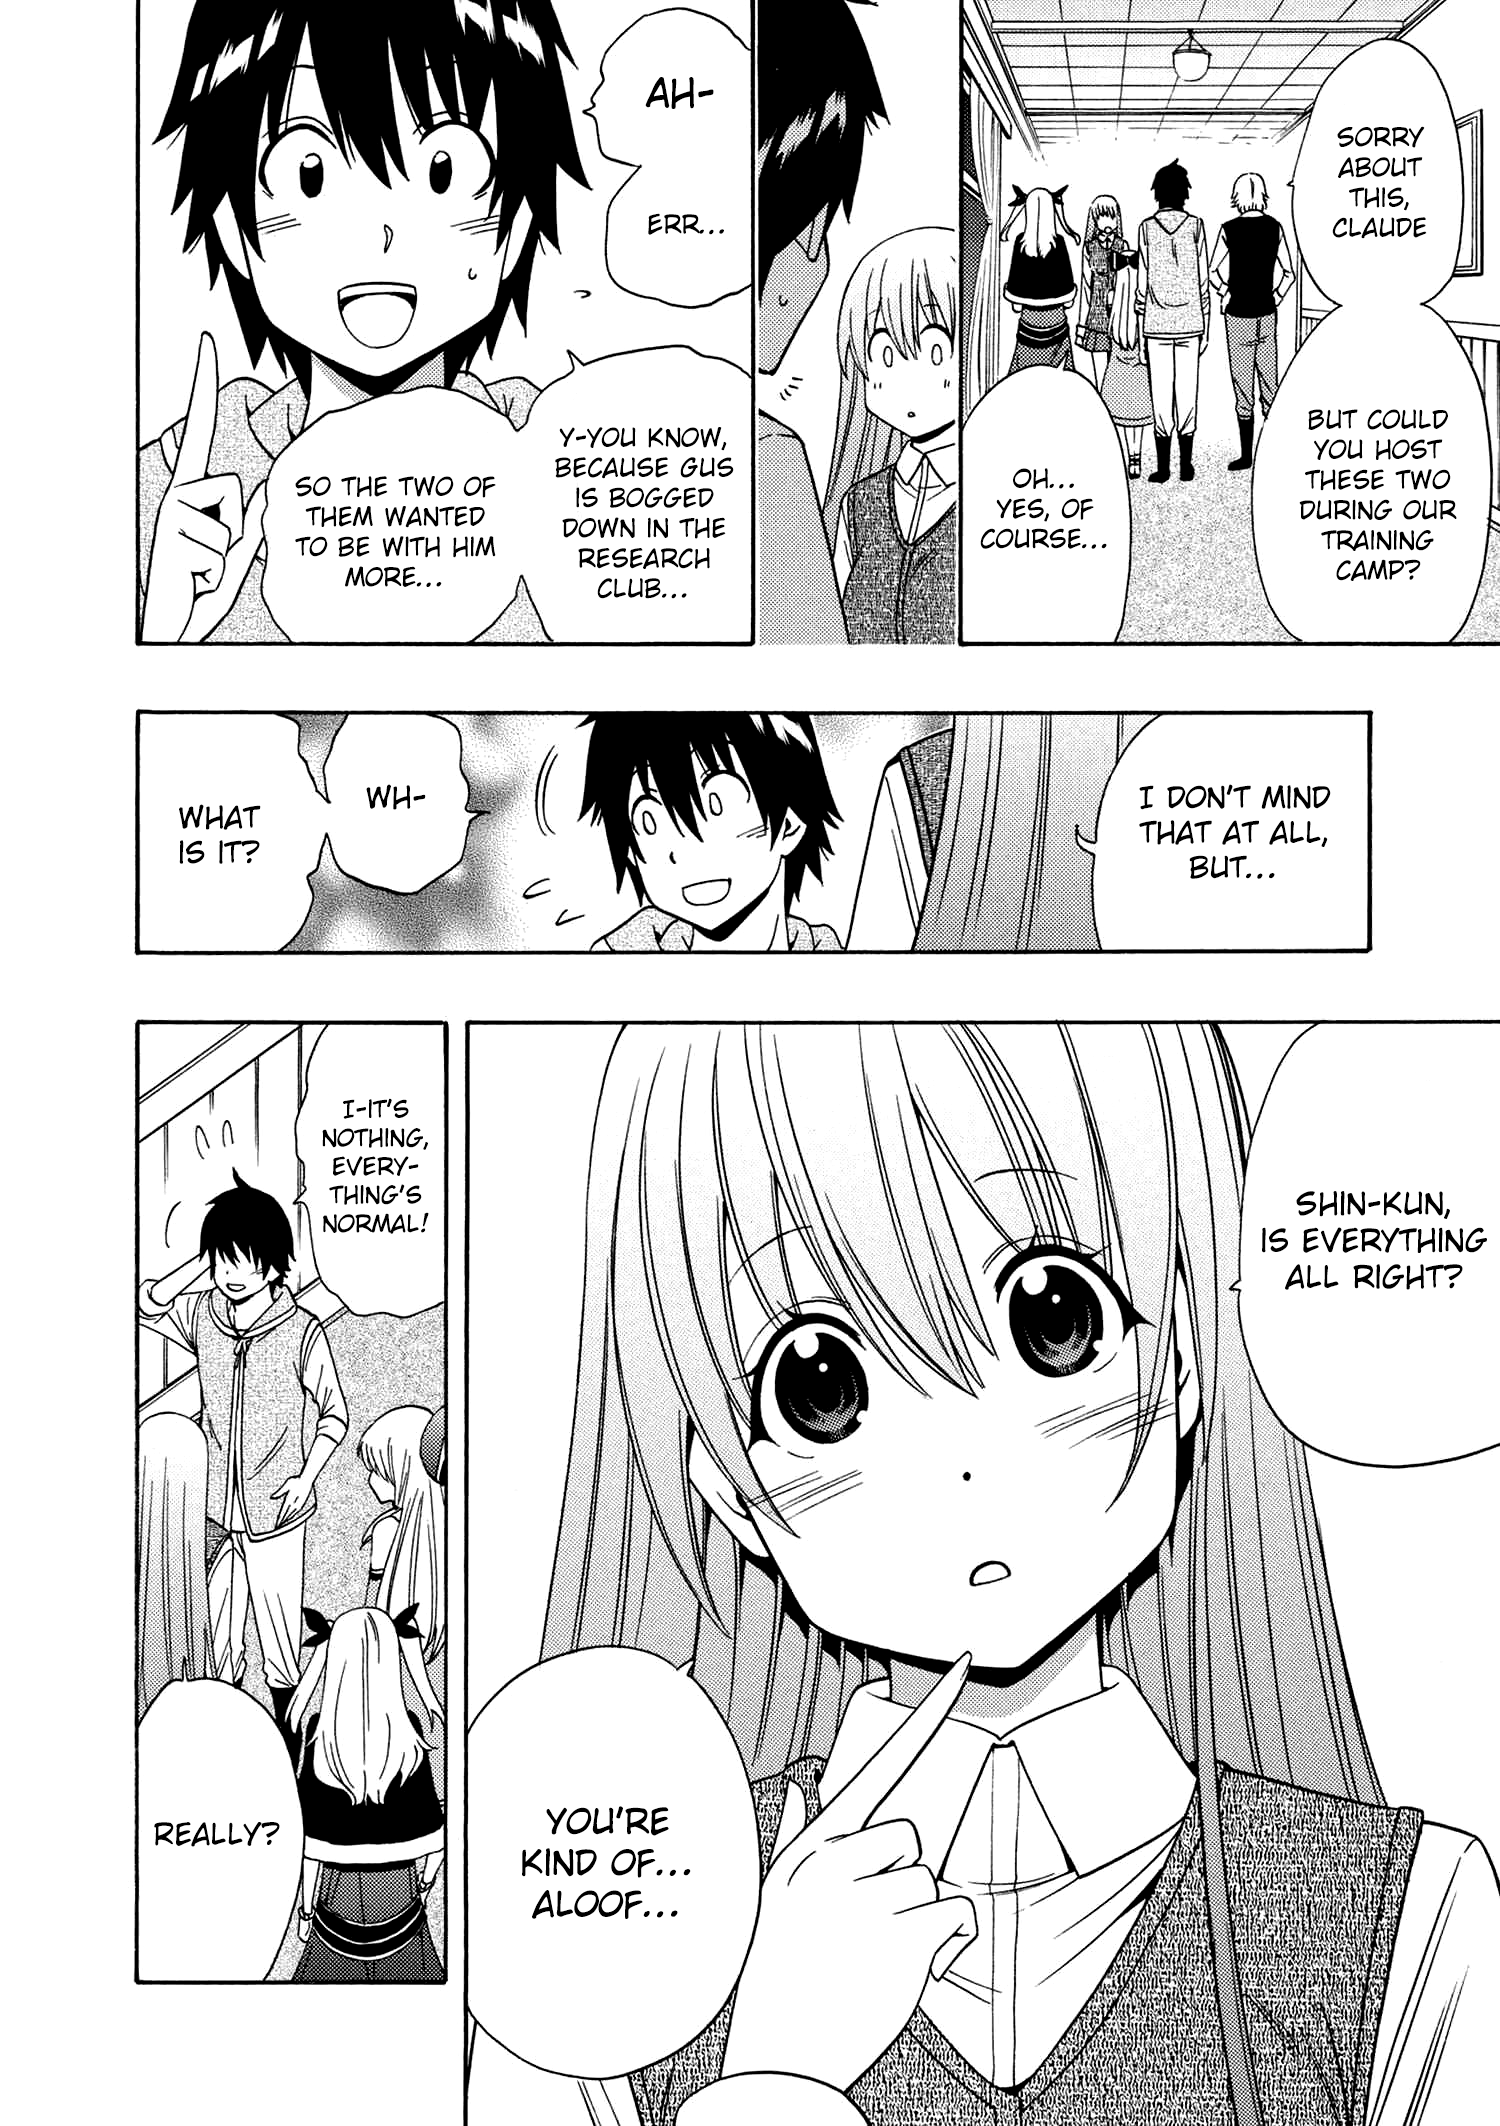 SORRY
ABOUT
THIS,
CLAUDE
BUT COULD
YOU HOST
THESE TWO
DURING OUR
TRAINING
CAMP?
OH...
YES, OF
COURSE...
AH-
ERR...
Y-YOU KNOW,
BECAUSE GUS
IS BOGGED
DOWN IN THE
RESEARCH
CLUB...
SO THE TWO OF
THEM WANTED
TO BE WITH HIM
MORE...
I DON'T MIND
THAT AT ALL,
BUT...
WH-
WHAT
IS IT?
SHIN-KUN,
IS EVERYTHING
ALL RIGHT?
YOU'RE
KIND OF...
ALOOF...
I-IT'S
NOTHING,
EVERY-
THING'S
NORMAL!
REALLY?